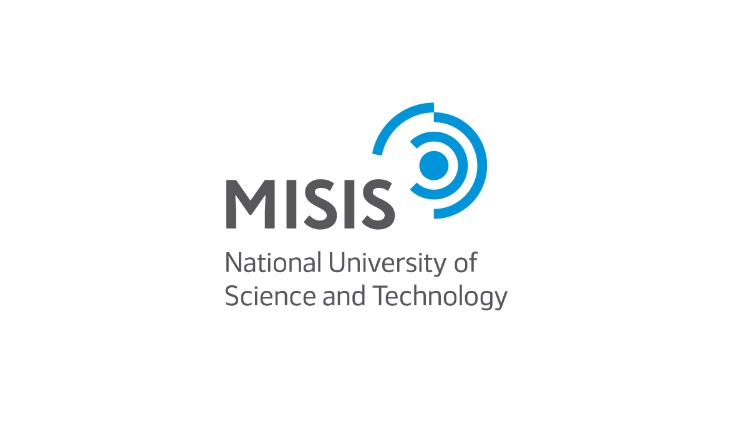 MISIS
National University of
Science and Technology